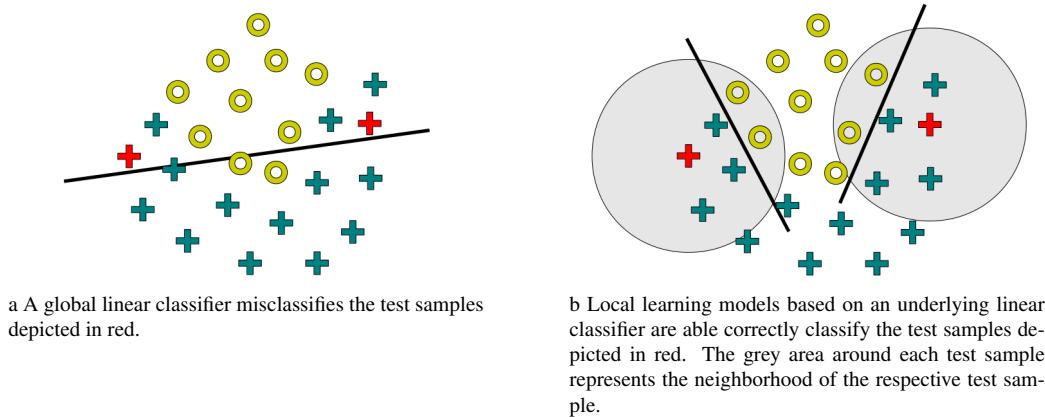 a A global linear classifier misclassifies the test samples
depicted in red.
b Local learning models based on an underlying linear
classifier are able correctly classify the test samples de-
picted in red. The grey area around each test sample
represents the neighborhood of the respective test sam-
ple.